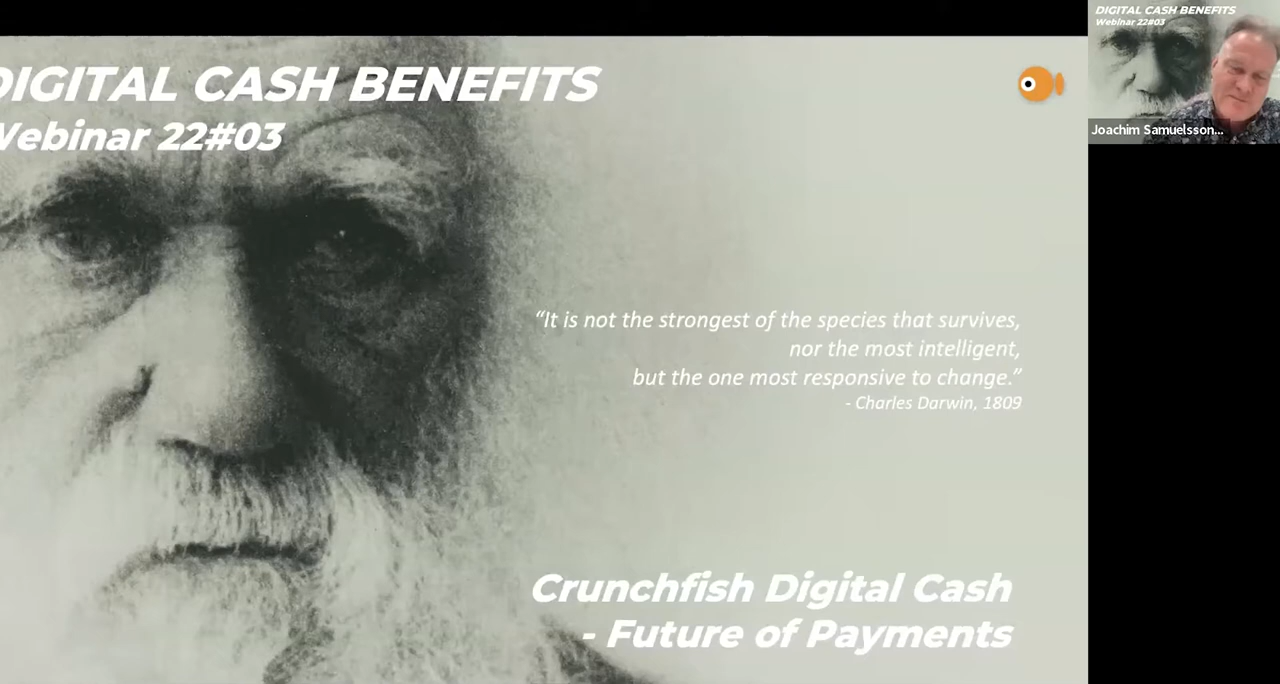 DIGITAL CASH BENEFITS
Webinar 22#03
“It is not the strongest of the species that survives,
nor the most intelligent,
but the one most responsive to change.”
- Charles Darwin, 1809
Crunchfish Digital Cash
- Future of Payments
DIGITAL CASH BENEFITS
Webinar 22#03
Joachim Samuelsson...